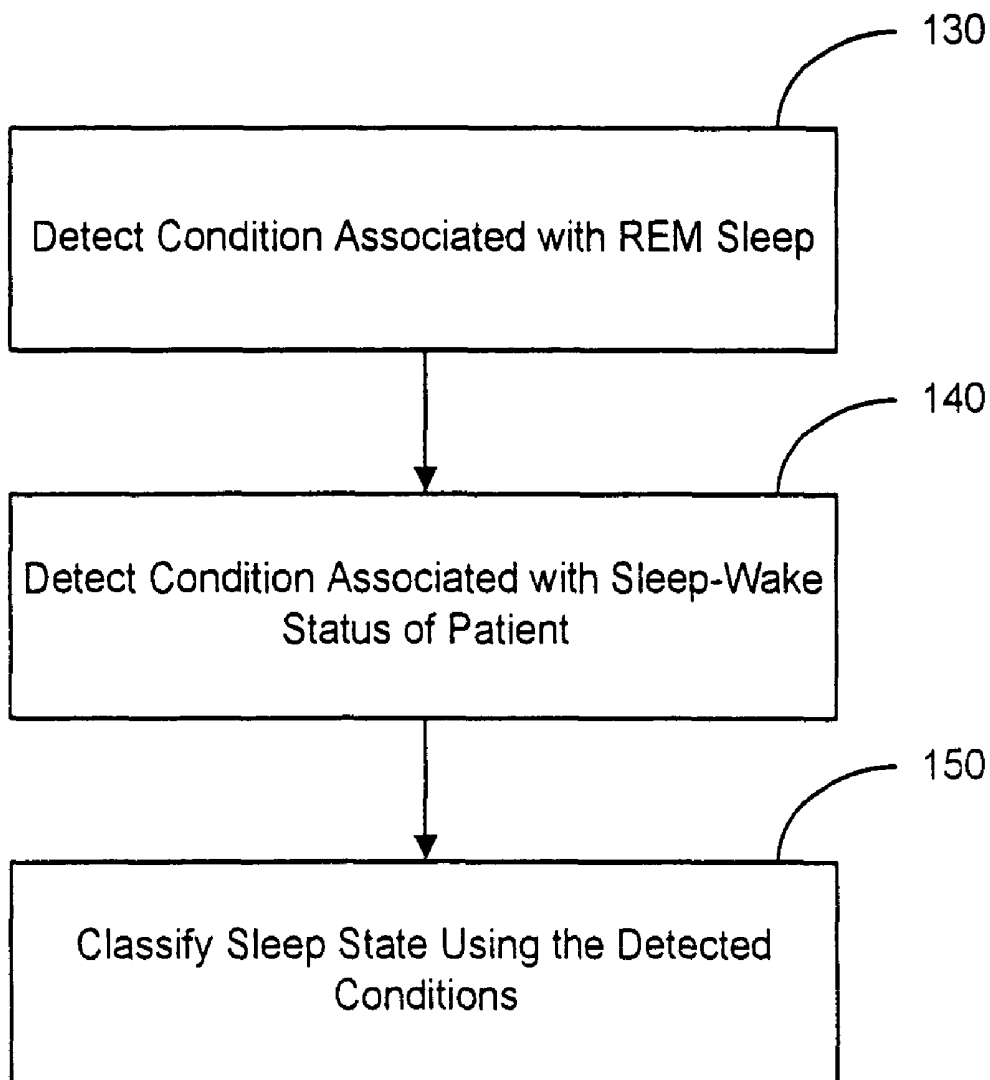 130
Detect Condition Associated with REM Sleep
140
Detect Condition Associated with Sleep-Wake
Status of Patient
150
Classify Sleep State Using the Detected
Conditions